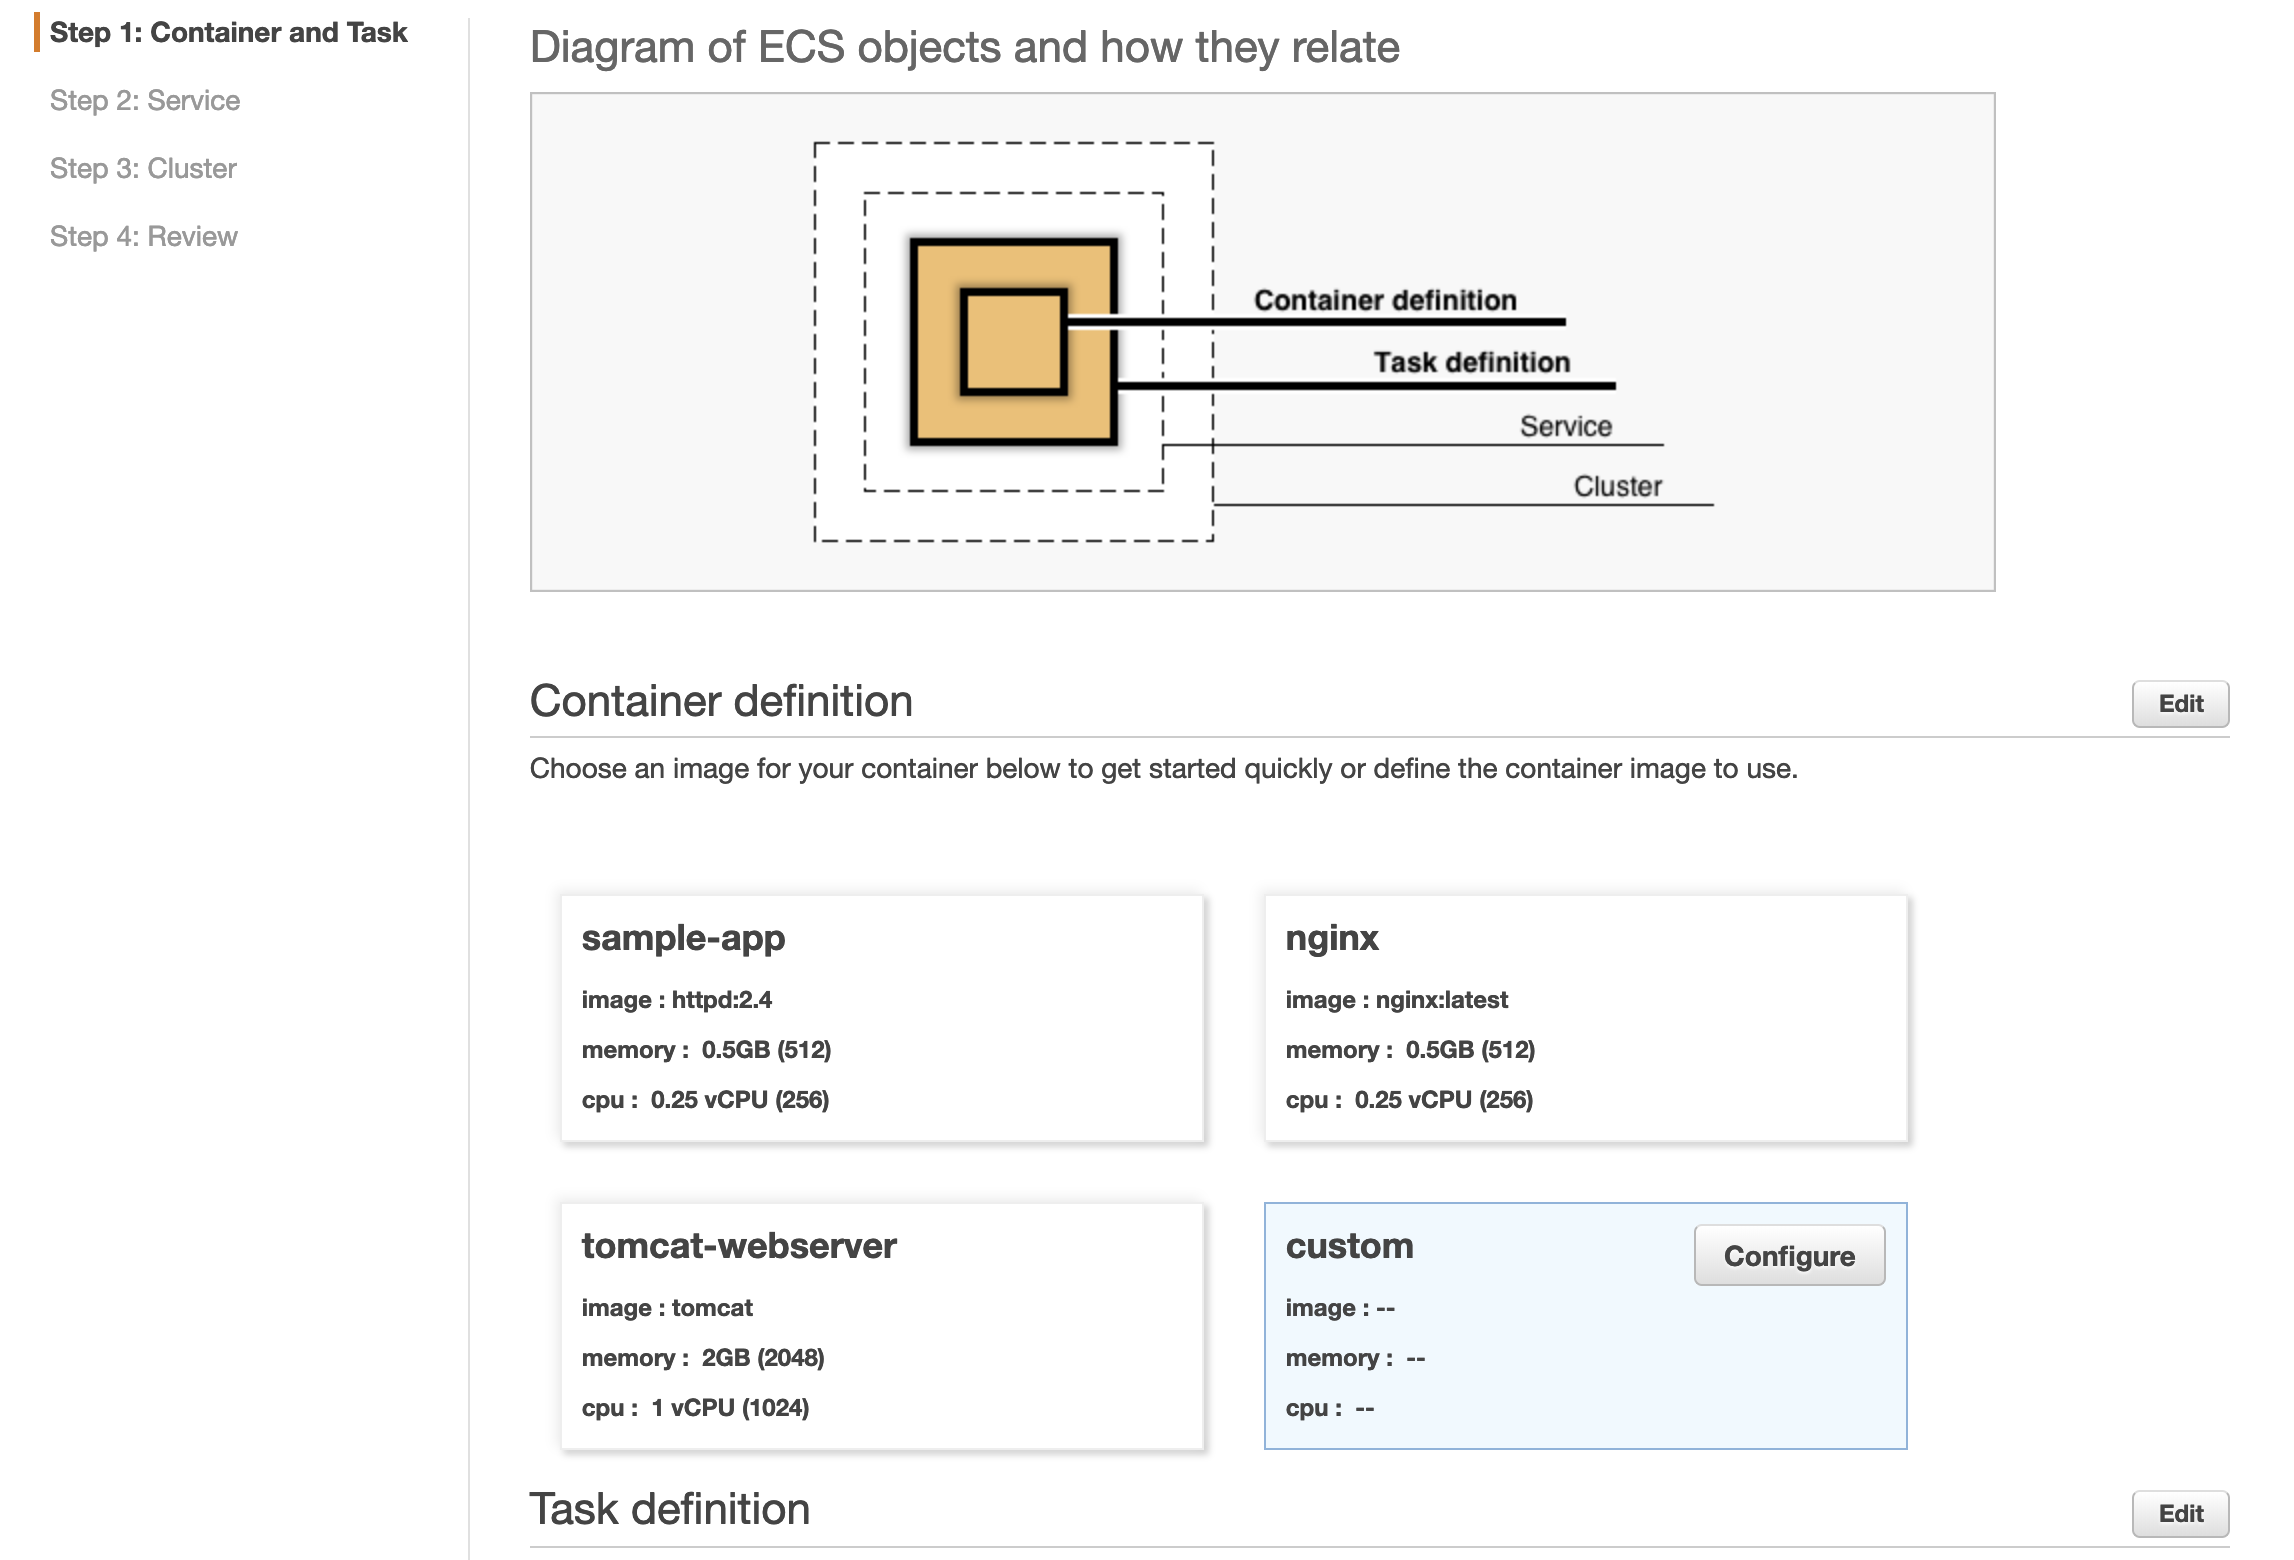 Step 1: Container and Task
Step 2: Service
Step 3: Cluster
Step 4: Review
Diagram of ECS objects and how they relate
Container definition
Task definition
Service
Cluster
Container definition
Edit
Choose an image for your container below to get started quickly or define the container image to use.
sample-app
image : httpd:2.4
memory : 0.5GB (512)
cpu : 0.25 vCPU (256)
nginx
image : nginx:latest
memory : 0.5GB (512)
cpu : 0.25 vCPU (256)
tomcat-webserver
image : tomcat
memory : 2GB (2048)
cpu : 1 vCPU (1024)
custom
Configure
image : --
memory : --
cpu : --
Task definition
Edit